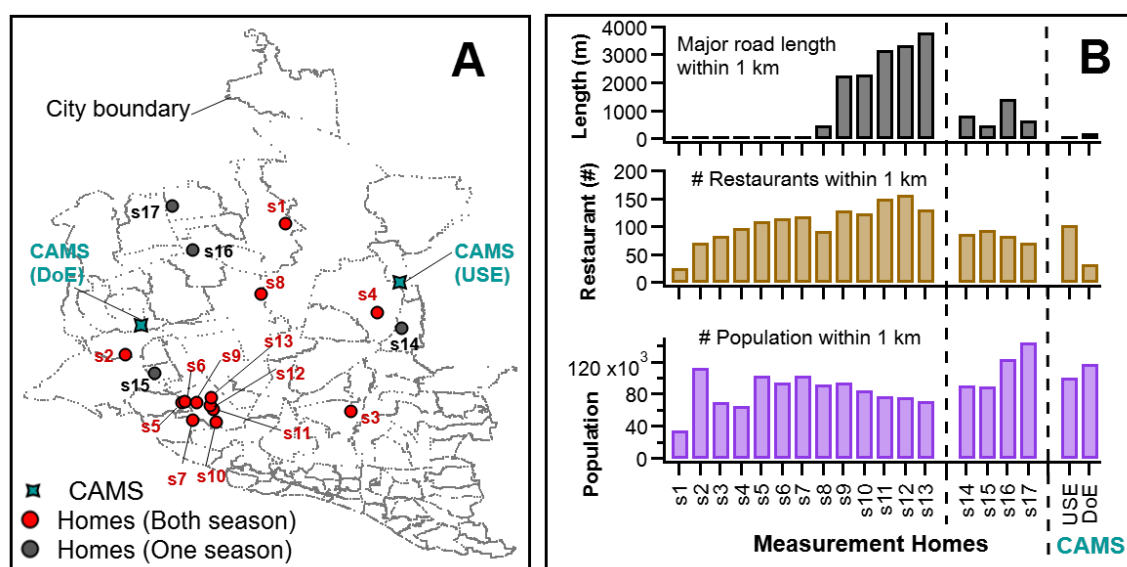 A
City boundary
s17
s1
s16
CAMS
(DoE)
CAMS
(USE)
s8
s4
s14
s2
s13
s6
s9
s15
s12
s5
s3
s11
s7
s10
CAMS
Homes (Both season)
Homes (One season)
B
Major road length
within 1 km
Length (m)
4000
3000
2000
1000
0
# Restaurants within 1 km
Restaurant (#)
200
150
100
50
0
# Population within 1 km
Population
120 x10³
80
40
0
s1
s2
s3
s4
s5
s6
s7
s8
s9
s10
s11
s12
s13
s14
s15
s16
s17
USE
DoE
Measurement Homes
CAMS